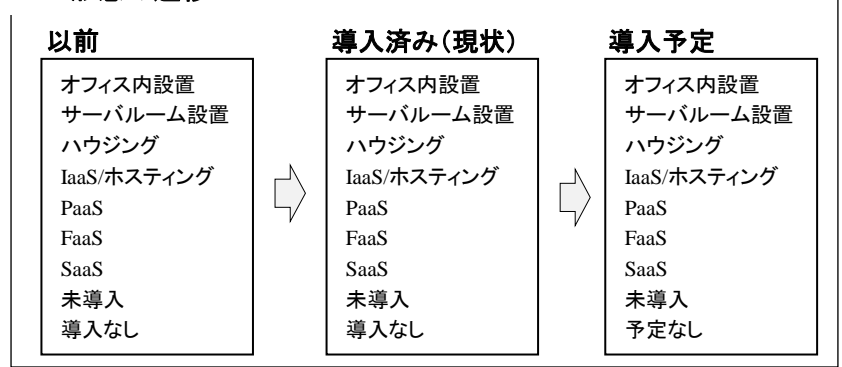 以前
オフィス内設置
サーバルーム設置
ハウジング
IaaS/ホスティング
PaaS
FaaS
SaaS
未導入
導入なし
導入済み(現状)
オフィス内設置
サーバルーム設置
ハウジング
IaaS/ホスティング
PaaS
FaaS
SaaS
未導入
導入なし
導入予定
オフィス内設置
サーバルーム設置
ハウジング
IaaS/ホスティング
PaaS
FaaS
SaaS
未導入
予定なし